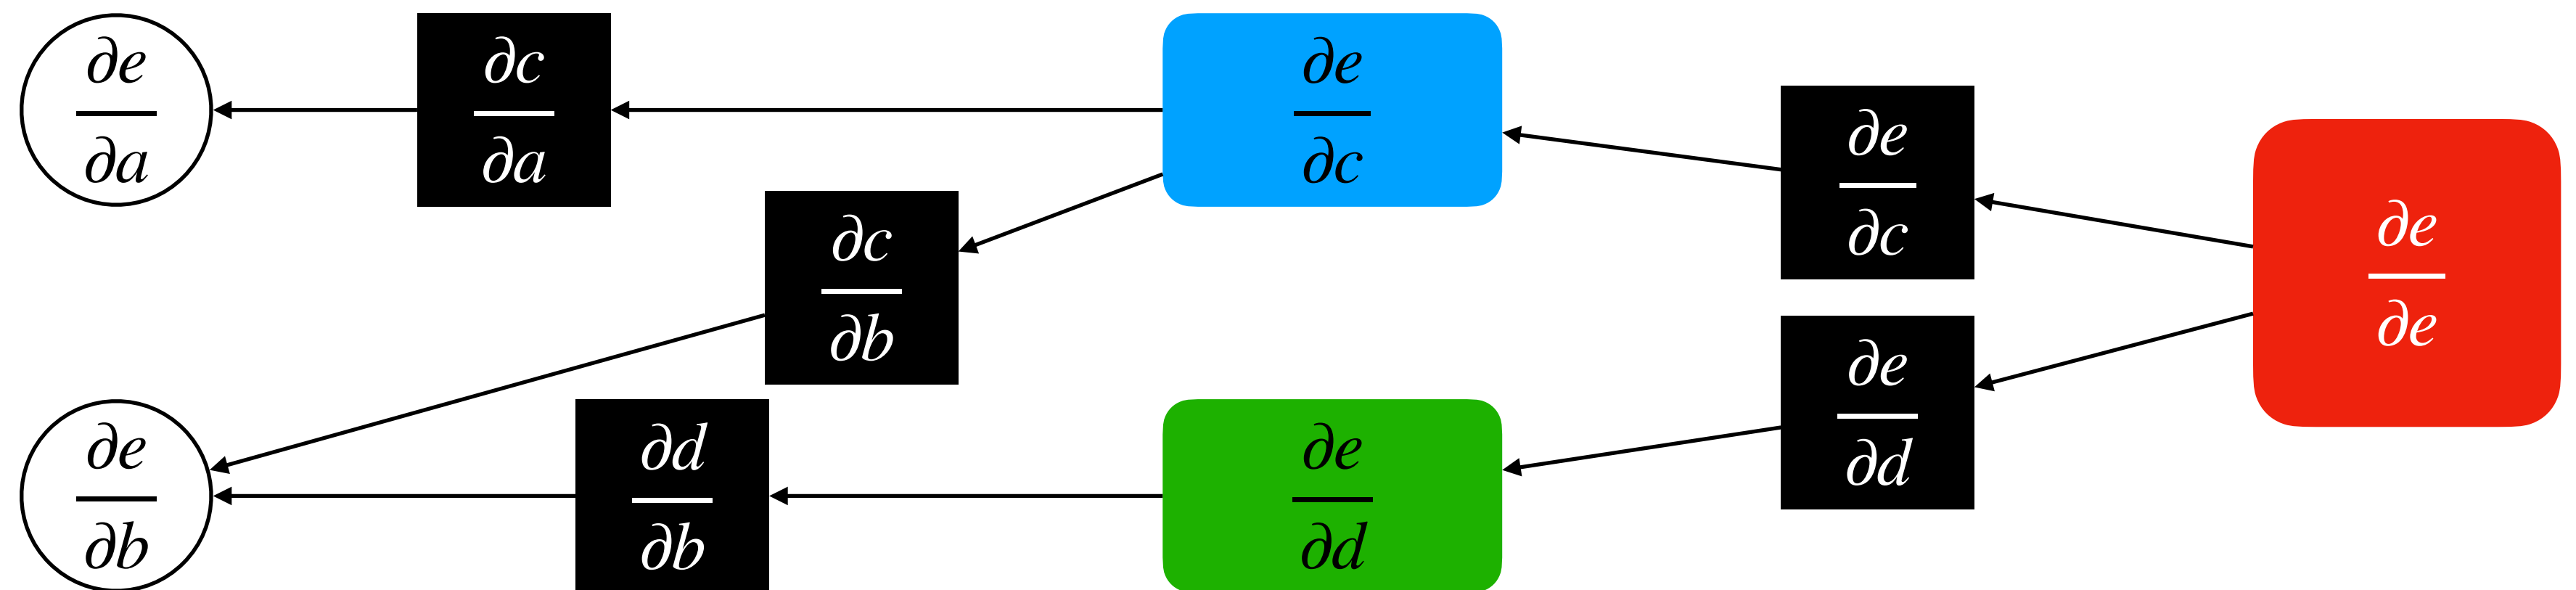 ∂e/∂a
∂c/∂a
∂e/∂c
∂e/∂c
∂e/∂e
∂c/∂b
∂e/∂d
∂e/∂b
∂d/∂b
∂e/∂d